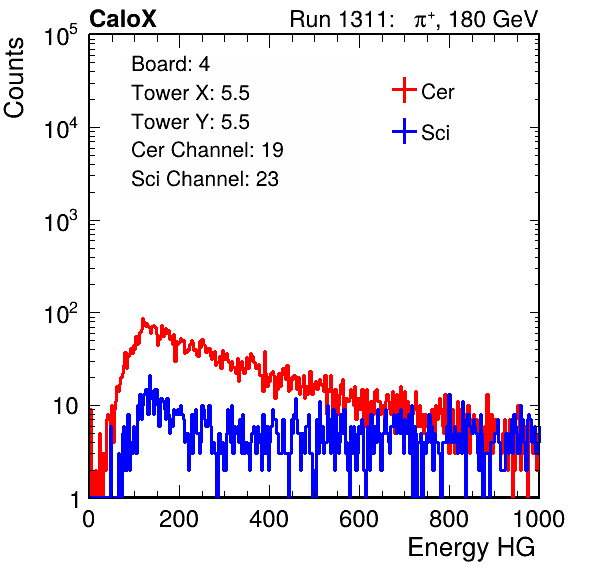 CaloX Run 1311: π⁺, 180 GeV
Board: 4
Tower X: 5.5
Tower Y: 5.5
Cer Channel: 19
Sci Channel: 23
Cer
Sci
Counts
10⁵
10⁴
10³
10²
10
1
0 200 400 600 800 1000
Energy HG